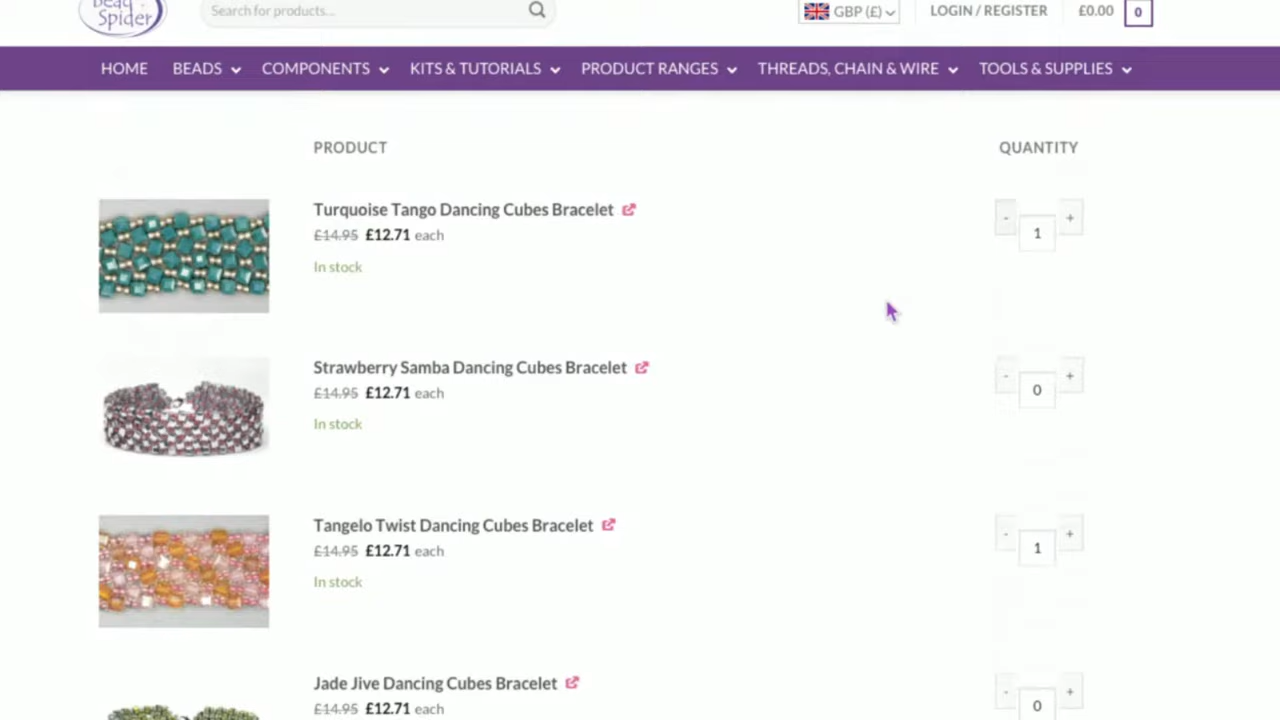 Bead
Spider
Search for products...
GBP (£)
LOGIN / REGISTER
£0.00
0
HOME
BEADS
COMPONENTS
KITS & TUTORIALS
PRODUCT RANGES
THREADS, CHAIN & WIRE
TOOLS & SUPPLIES
PRODUCT
QUANTITY
Turquoise Tango Dancing Cubes Bracelet
£14.95 £12.71 each
In stock
- 1 +
Strawberry Samba Dancing Cubes Bracelet
£14.95 £12.71 each
In stock
- 0 +
Tangelo Twist Dancing Cubes Bracelet
£14.95 £12.71 each
In stock
- 1 +
Jade Jive Dancing Cubes Bracelet
£14.95 £12.71 each
- 0 +